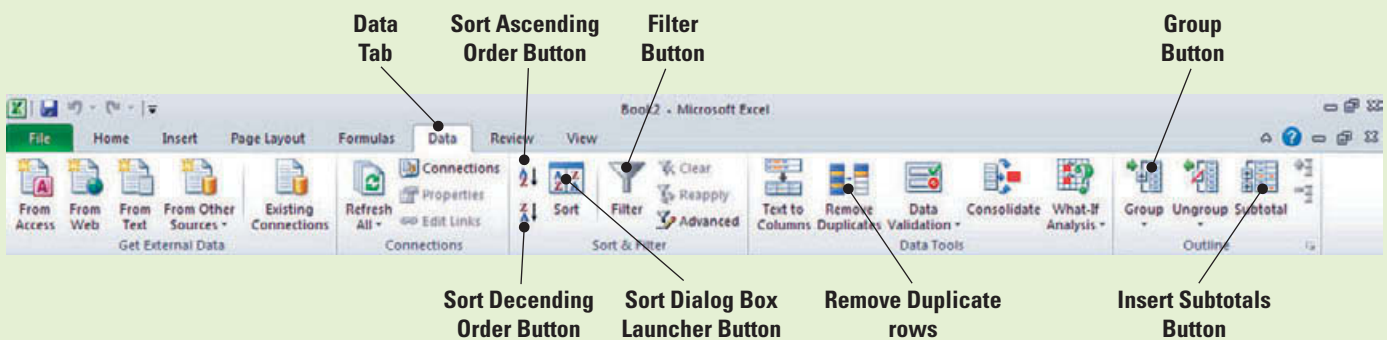 Data
Tab
Sort Ascending
Order Button
Filter
Button
Group
Button
Book2 - Microsoft Excel
File Home Insert Page Layout Formulas Data Review View
From Access
From Web
From Text
From Other Sources
Existing Connections
Get External Data
Refresh All
Connections
Properties
Edit Links
Connections
Sort
Filter
Clear
Reapply
Advanced
Sort & Filter
Text to Columns
Remove Duplicates
Data Validation
Consolidate
What-If Analysis
Data Tools
Group
Ungroup
Subtotal
Outline
Sort Decending
Order Button
Sort Dialog Box
Launcher Button
Remove Duplicate
rows
Insert Subtotals
Button